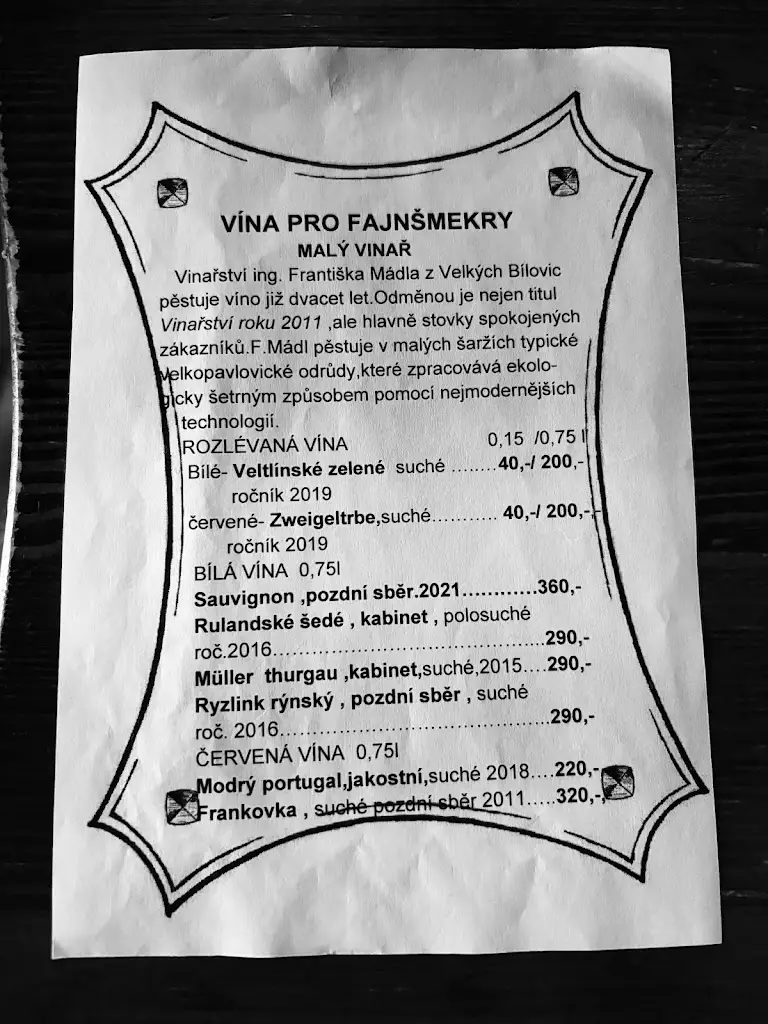 VÍNA PRO FAJNŠMEKRY
MALÝ VINAŘ
Vinařství ing. Františka Mádla z Velkých Bílovic
pěstuje víno již dvacet let.Odměnou je nejen titul
Vinařství roku 2011 ,ale hlavně stovky spokojených
zákazníků.F.Mádl pěstuje v malých šaržích typické
velkopavlovické odrůdy,které zpracovává ekolo-
gicky šetrným způsobem pomocí nejmodernějších
technologií.
ROZLÉVANÁ VÍNA 0,15 /0,75 l
Bílé- Veltlínské zelené suché ........40,-/ 200,-
ročník 2019
červené- Zweigeltrbe,suché........... 40,-/ 200,-
ročník 2019
BÍLÁ VÍNA 0,75l
Sauvignon ,pozdní sběr.2021............360,-
Rulandské šedé , kabinet , polosuché
roč.2016.............................................290,-
Müller thurgau ,kabinet,suché,2015....290,-
Ryzlink rýnský , pozdní sběr , suché
roč. 2016............................................290,-
ČERVENÁ VÍNA 0,75l
Modrý portugal,jakostní,suché 2018....220,-
Frankovka , suché pozdní sběr 2011.....320,-